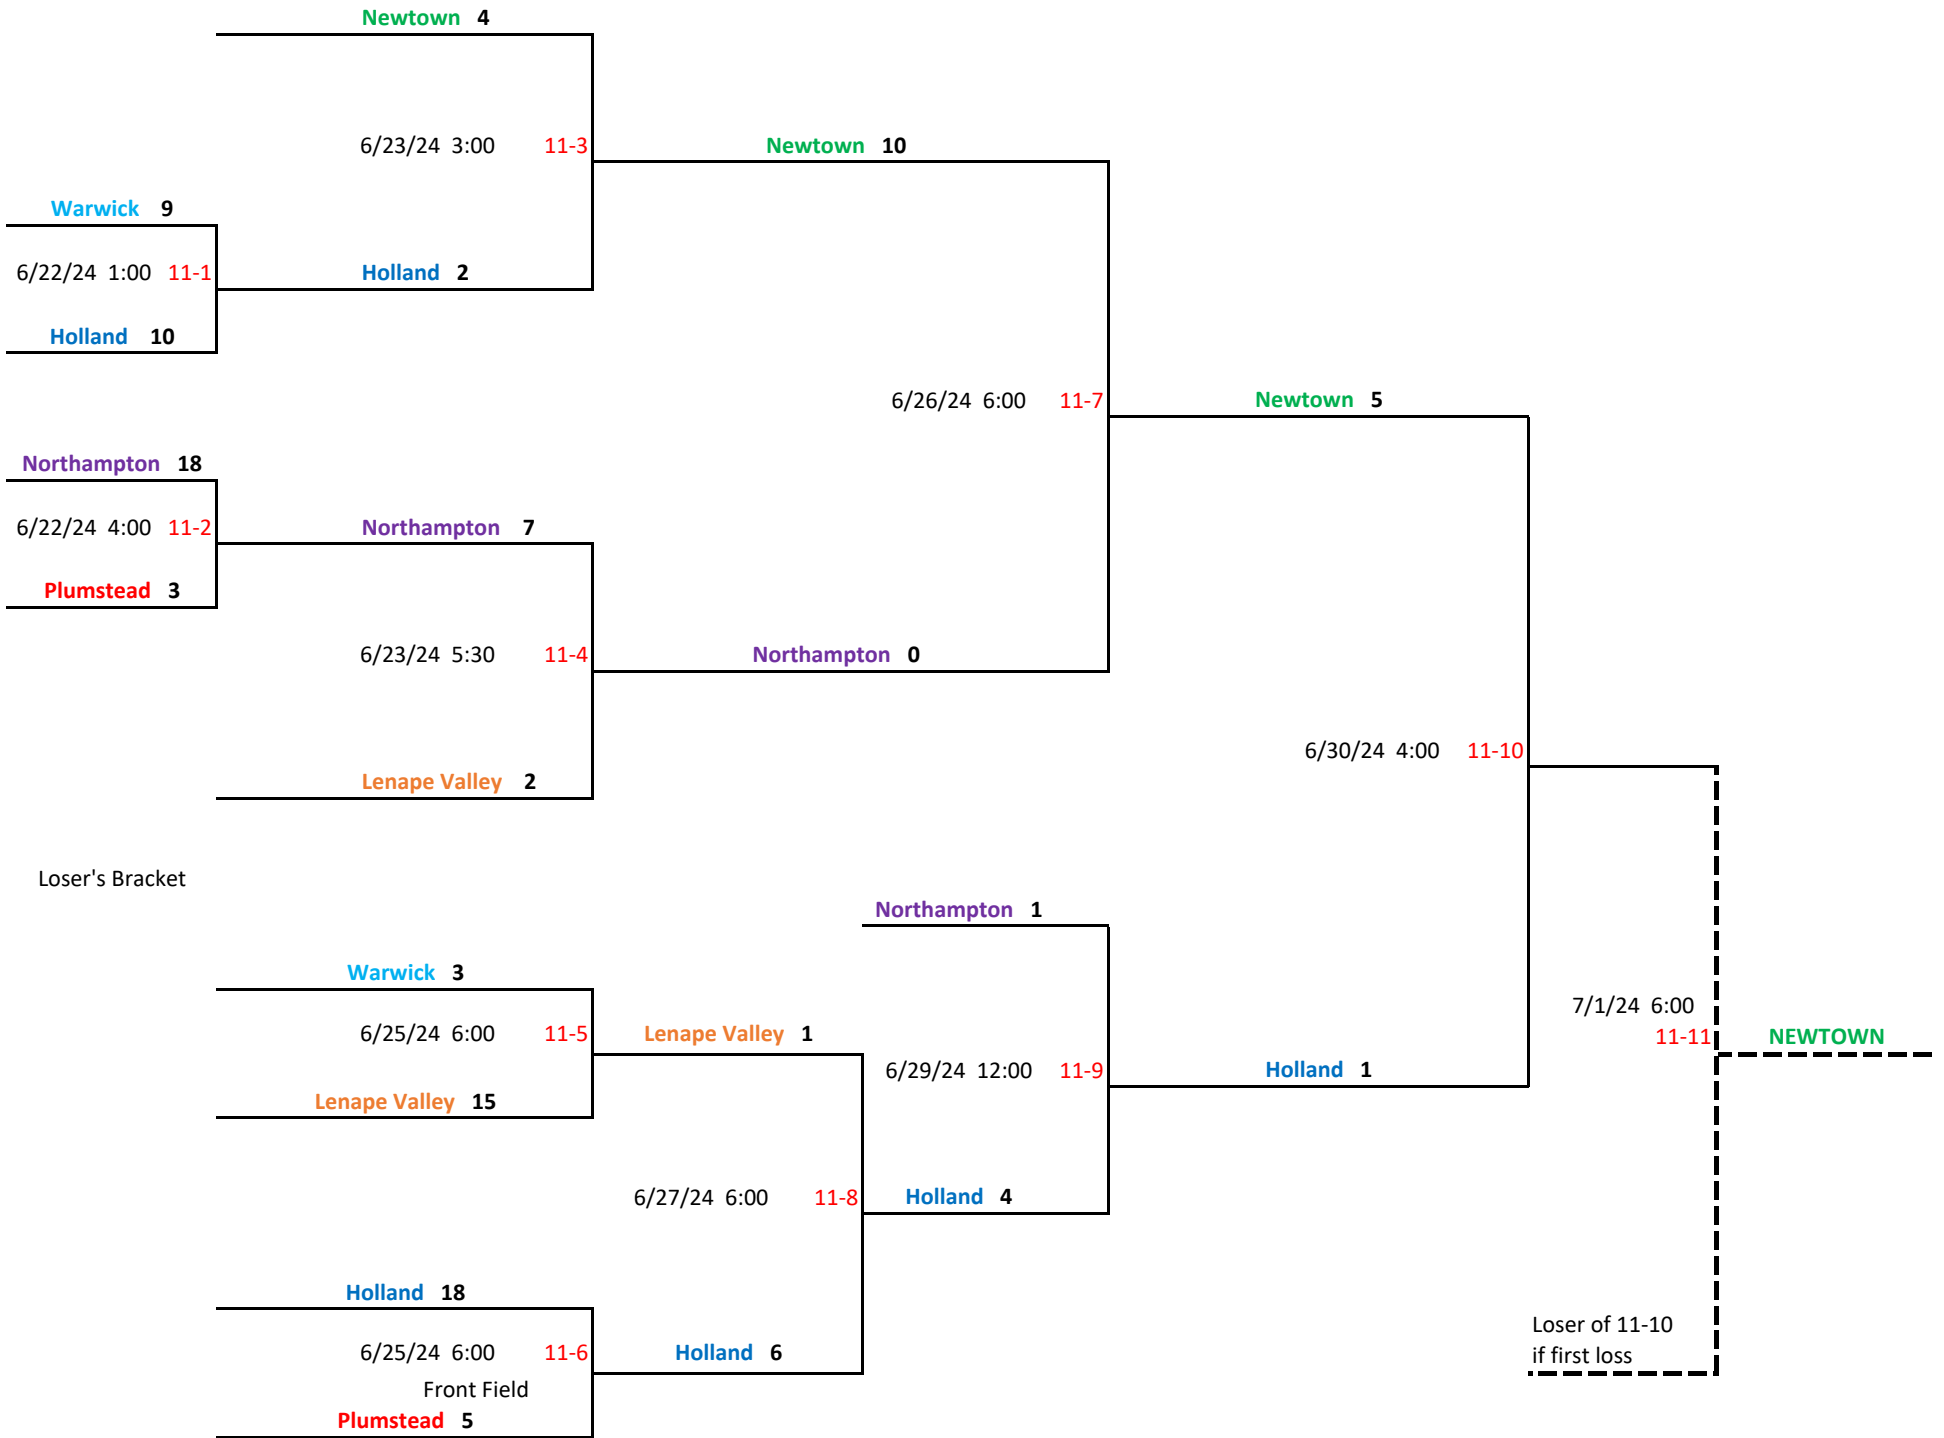 Newtown 4
6/23/24 3:00 11-3
Newtown 10
Warwick 9
6/22/24 1:00 11-1
Holland 2
Holland 10
6/26/24 6:00 11-7
Newtown 5
Northampton 18
6/22/24 4:00 11-2
Northampton 7
Plumstead 3
6/23/24 5:30 11-4
Northampton 0
6/30/24 4:00 11-10
Lenape Valley 2
Loser's Bracket
Northampton 1
Warwick 3
7/1/24 6:00
11-11
NEWTOWN
6/25/24 6:00 11-5
Lenape Valley 1
6/29/24 12:00 11-9
Holland 1
Lenape Valley 15
6/27/24 6:00 11-8
Holland 4
Holland 18
Loser of 11-10
if first loss
6/25/24 6:00 11-6
Holland 6
Front Field
Plumstead 5